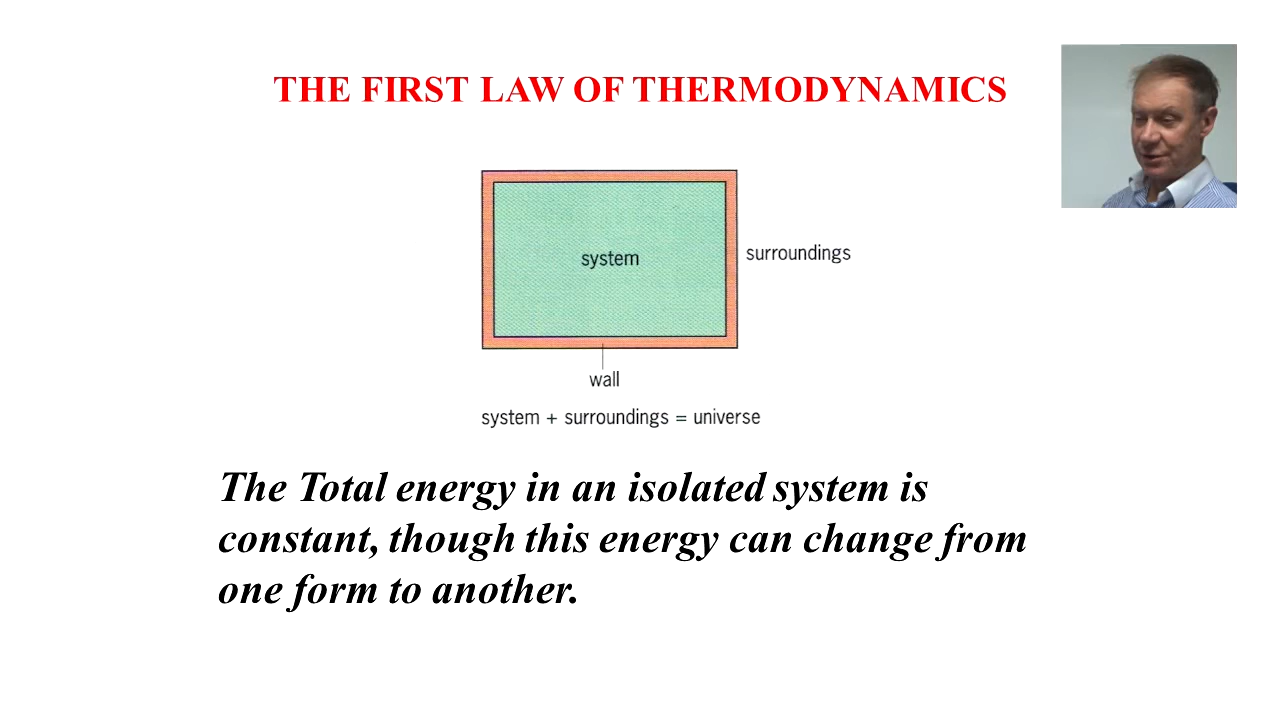 THE FIRST LAW OF THERMODYNAMICS
system
surroundings
wall
system + surroundings = universe
The Total energy in an isolated system is
constant, though this energy can change from
one form to another.